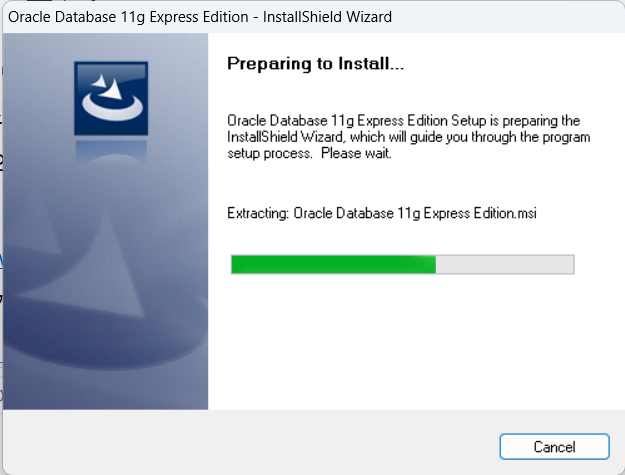 Oracle Database 11g Express Edition - InstallShield Wizard
Preparing to Install...
Oracle Database 11g Express Edition Setup is preparing the
InstallShield Wizard, which will guide you through the program
setup process.  Please wait.
Extracting: Oracle Database 11g Express Edition.msi
Cancel